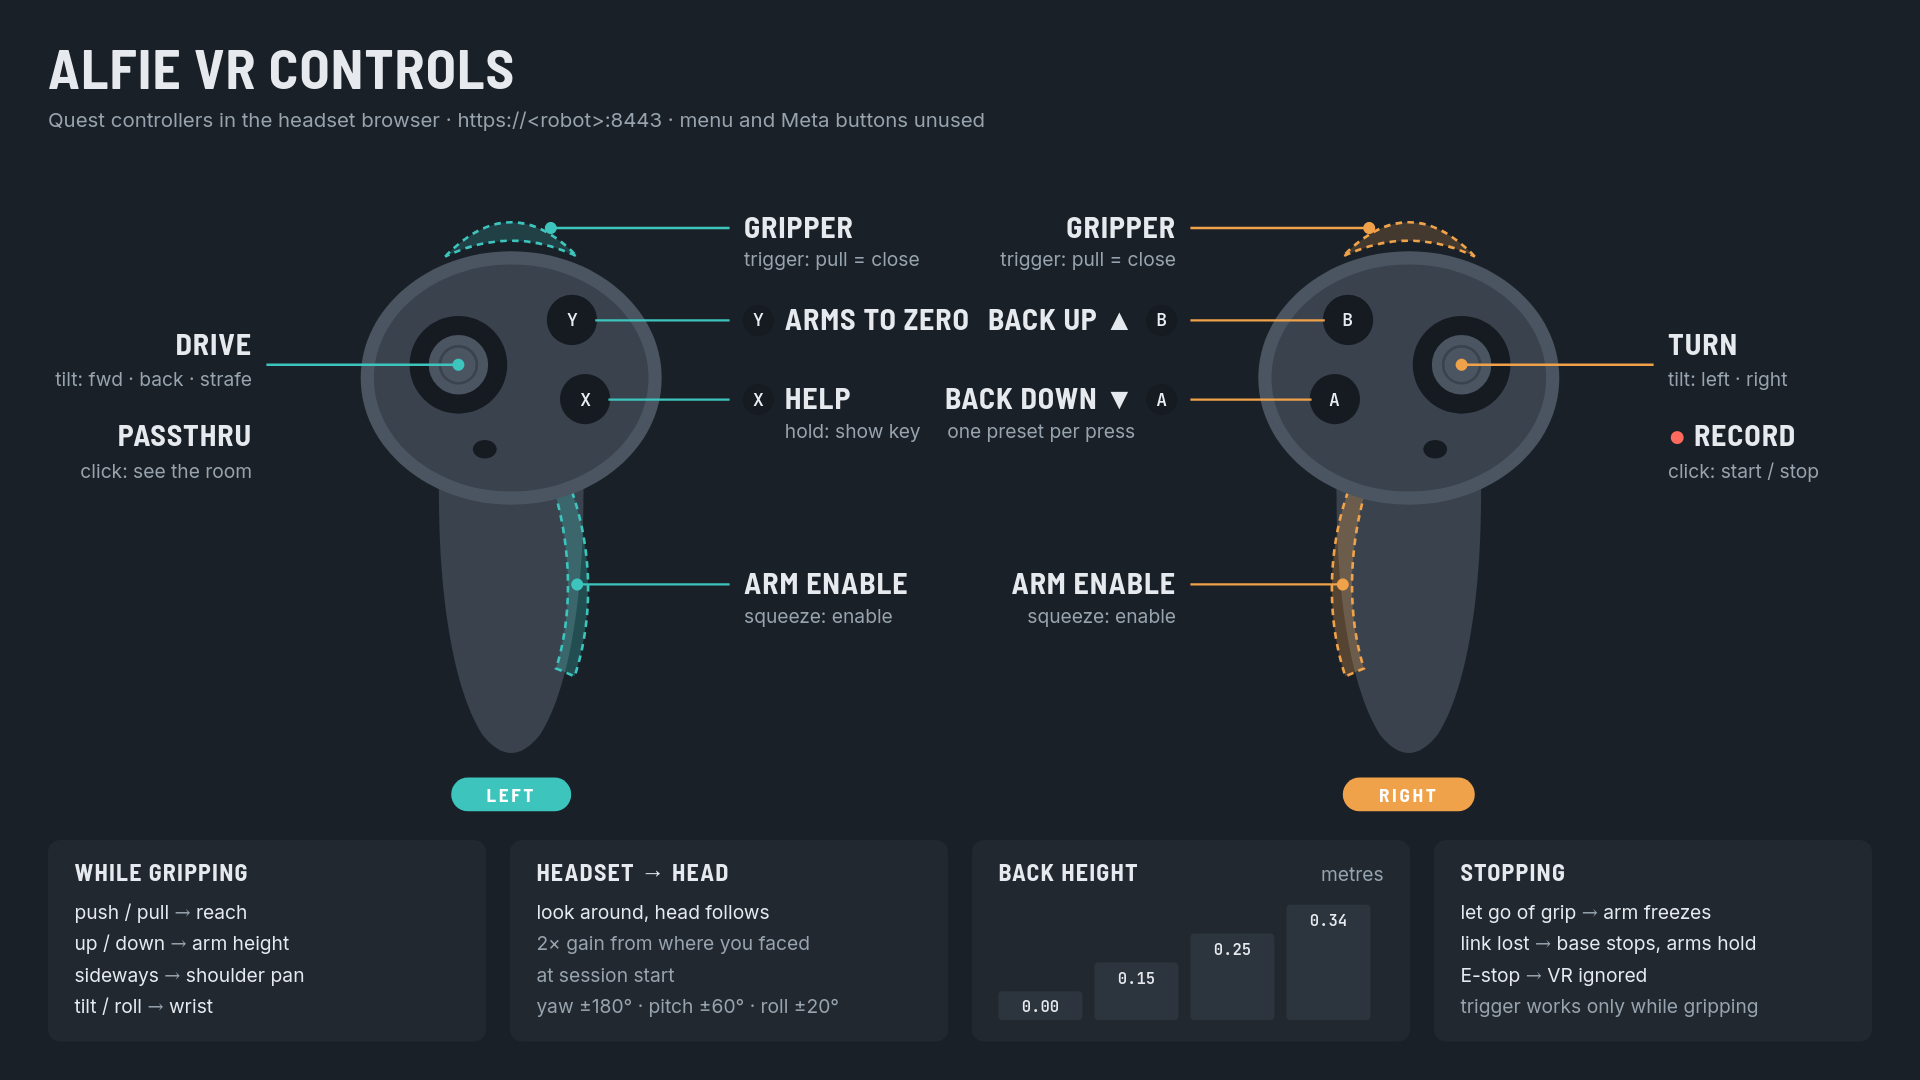 ALFIE VR CONTROLS
Quest controllers in the headset browser · https://<robot>:8443 · menu and Meta buttons unused
DRIVE
tilt: fwd · back · strafe
PASSTHRU
click: see the room
Y
X
GRIPPER
trigger: pull = close
Y ARMS TO ZERO
X HELP
hold: show key
ARM ENABLE
squeeze: enable
LEFT
GRIPPER
trigger: pull = close
BACK UP ▲ B
BACK DOWN ▼ A
one preset per press
ARM ENABLE
squeeze: enable
B
A
TURN
tilt: left · right
● RECORD
click: start / stop
RIGHT
WHILE GRIPPING
push / pull → reach
up / down → arm height
sideways → shoulder pan
tilt / roll → wrist
HEADSET → HEAD
look around, head follows
2× gain from where you faced
at session start
yaw ±180° · pitch ±60° · roll ±20°
BACK HEIGHT metres
0.00
0.15
0.25
0.34
STOPPING
let go of grip → arm freezes
link lost → base stops, arms hold
E-stop → VR ignored
trigger works only while gripping